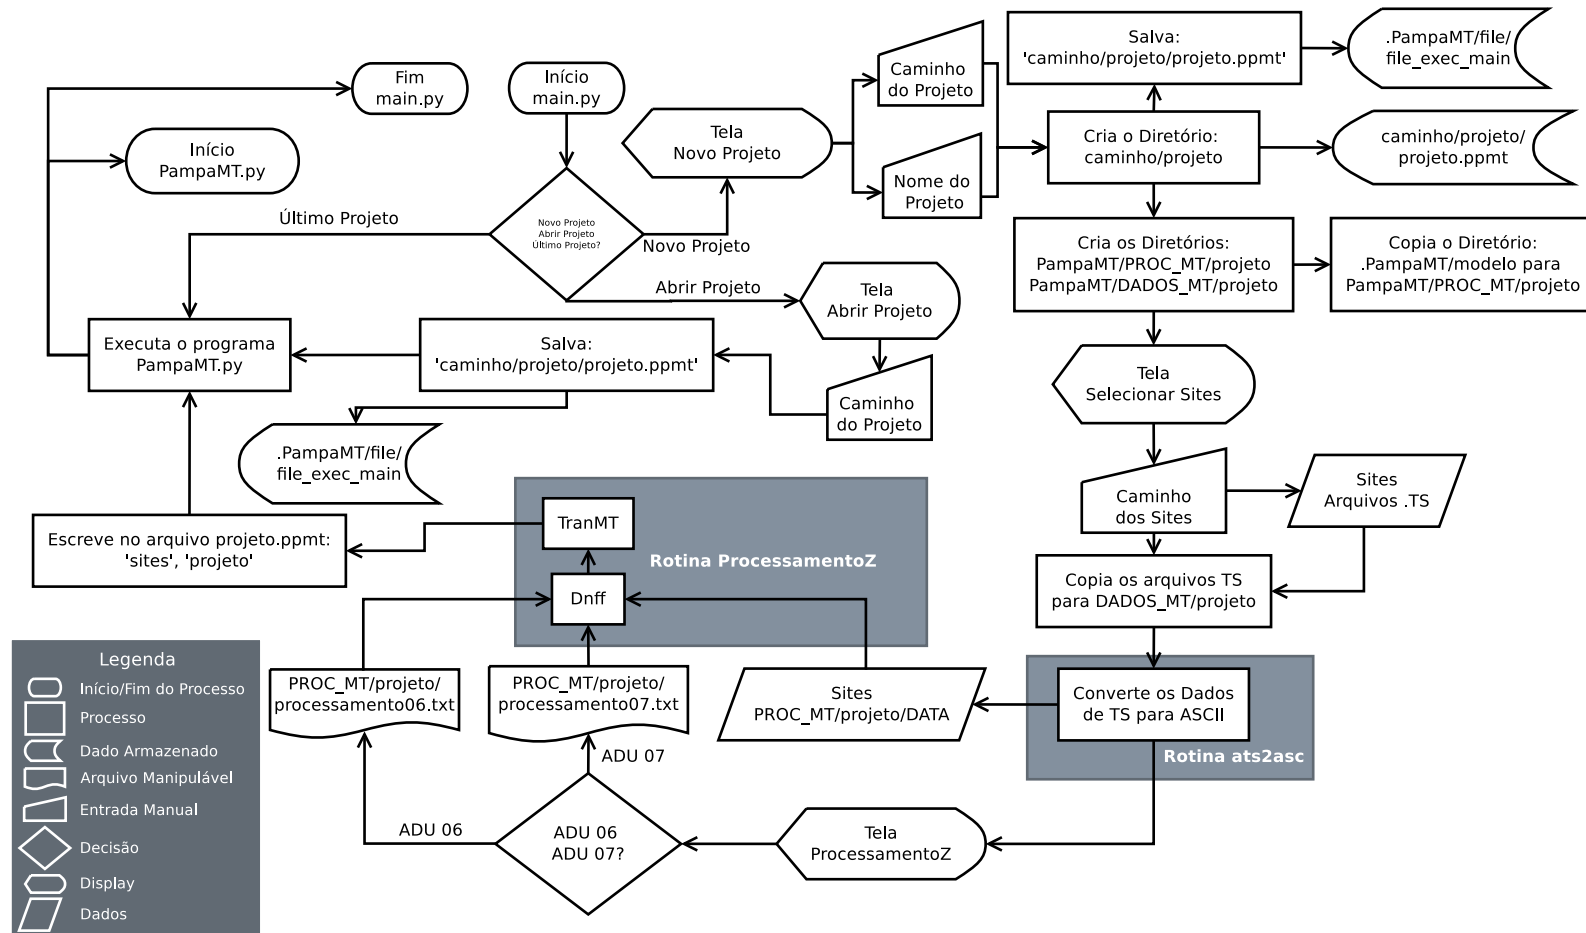 Fim
main.py
Início
main.py
Início
PampaMT.py
Tela
Novo Projeto
Caminho
do Projeto
Nome do
Projeto
Salva:
'caminho/projeto/projeto.ppmt'
.PampaMT/file/
file_exec_main
Cria o Diretório:
caminho/projeto
caminho/projeto/
projeto.ppmt
Último Projeto
Novo Projeto
Abrir Projeto
Último Projeto?
Novo Projeto
Abrir Projeto
Tela
Abrir Projeto
Cria os Diretórios:
PampaMT/PROC_MT/projeto
PampaMT/DADOS_MT/projeto
Copia o Diretório:
.PampaMT/modelo para
PampaMT/PROC_MT/projeto
Executa o programa
PampaMT.py
Salva:
'caminho/projeto/projeto.ppmt'
Caminho
do Projeto
Tela
Selecionar Sites
.PampaMT/file/
file_exec_main
Caminho
dos Sites
Sites
Arquivos .TS
Escreve no arquivo projeto.ppmt:
'sites', 'projeto'
TranMT
Rotina ProcessamentoZ
Dnff
Copia os arquivos TS
para DADOS_MT/projeto
PROC_MT/projeto/
processamento06.txt
PROC_MT/projeto/
processamento07.txt
Sites
PROC_MT/projeto/DATA
Converte os Dados
de TS para ASCII
Rotina ats2asc
ADU 07
ADU 06
ADU 06
ADU 07?
Tela
ProcessamentoZ
Legenda
Início/Fim do Processo
Processo
Dado Armazenado
Arquivo Manipulável
Entrada Manual
Decisão
Display
Dados